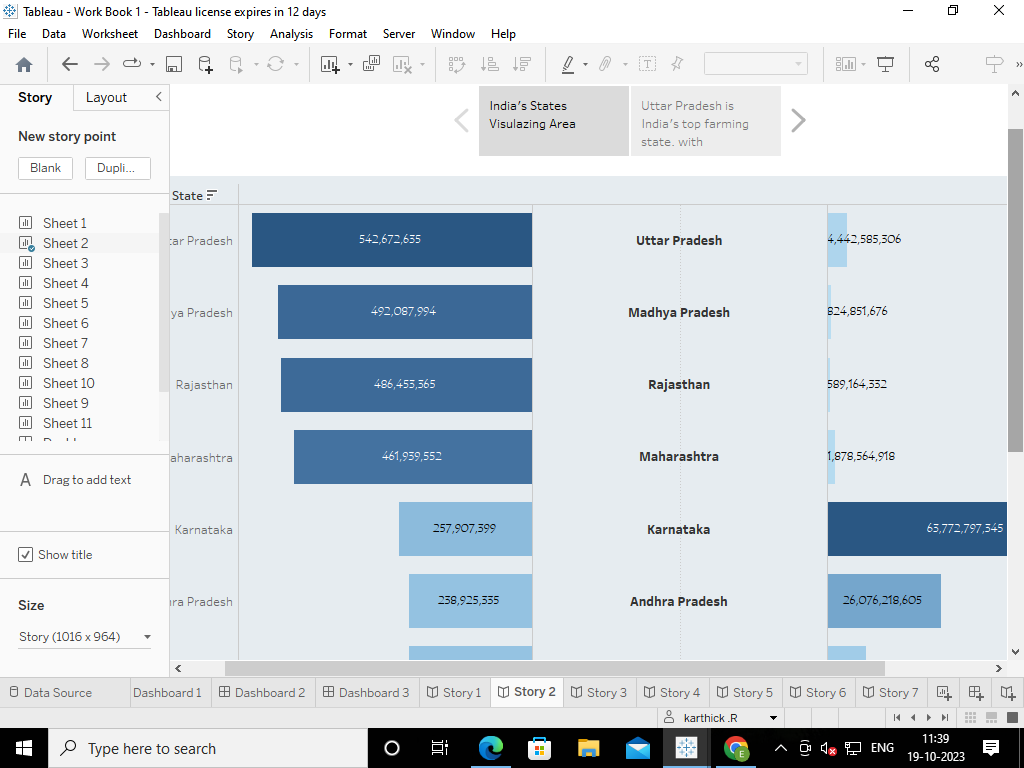 Tableau - Work Book 1 - Tableau license expires in 12 days
File Data Worksheet Dashboard Story Analysis Format Server Window Help
Story Layout
New story point
Blank Dupli...
Sheet 1
Sheet 2
Sheet 3
Sheet 4
Sheet 5
Sheet 6
Sheet 7
Sheet 8
Sheet 10
Sheet 9
Sheet 11
A Drag to add text
Show title
Size
Story (1016 x 964)
India's States
Visulazing Area
Uttar Pradesh is
India's top farming
state. with
State
tar Pradesh 542,672,635 Uttar Pradesh 4,442,585,306
ya Pradesh 492,087,994 Madhya Pradesh 824,851,676
Rajasthan 486,453,365 Rajasthan 589,164,332
aharashtra 461,939,552 Maharashtra 1,878,564,918
Karnataka 257,907,399 Karnataka 63,772,797,345
ra Pradesh 238,925,335 Andhra Pradesh 26,076,218,605
Data Source Dashboard 1 Dashboard 2 Dashboard 3 Story 1 Story 2 Story 3 Story 4 Story 5 Story 6 Story 7
karthick .R
Type here to search
E
ENG
11:39
19-10-2023